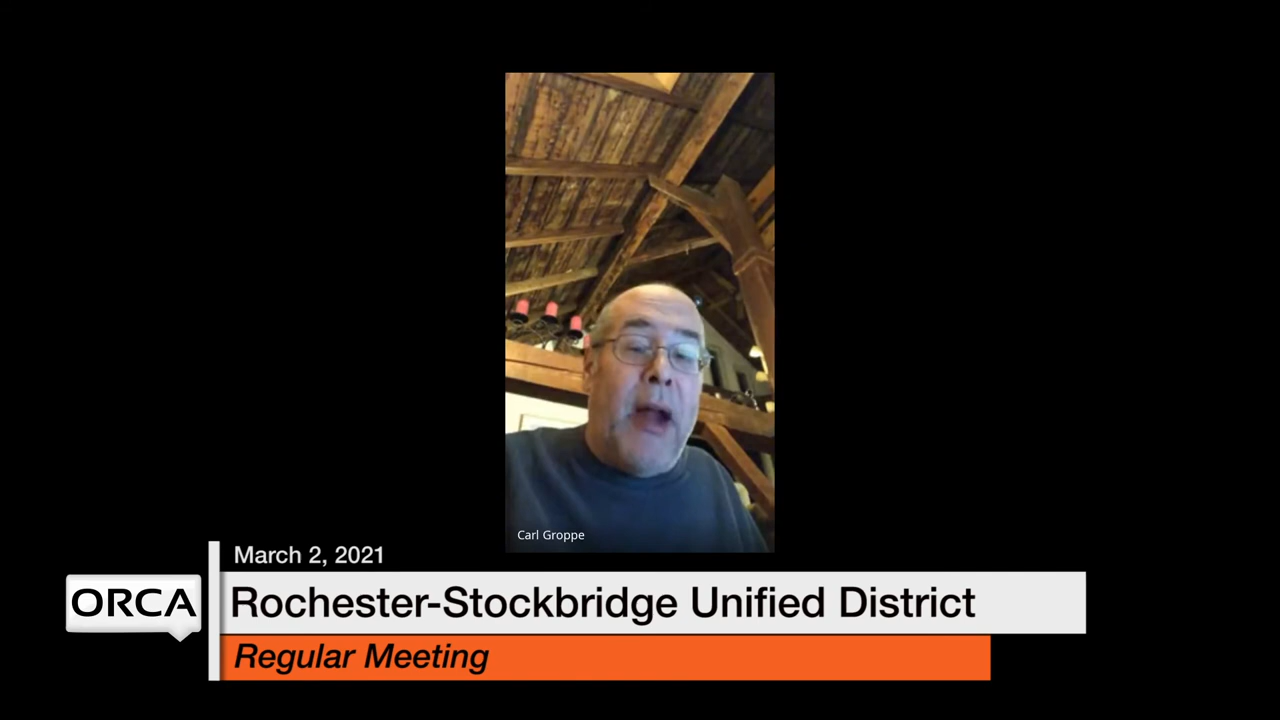 Carl Groppe
March 2, 2021
ORCA
Rochester-Stockbridge Unified District
Regular Meeting